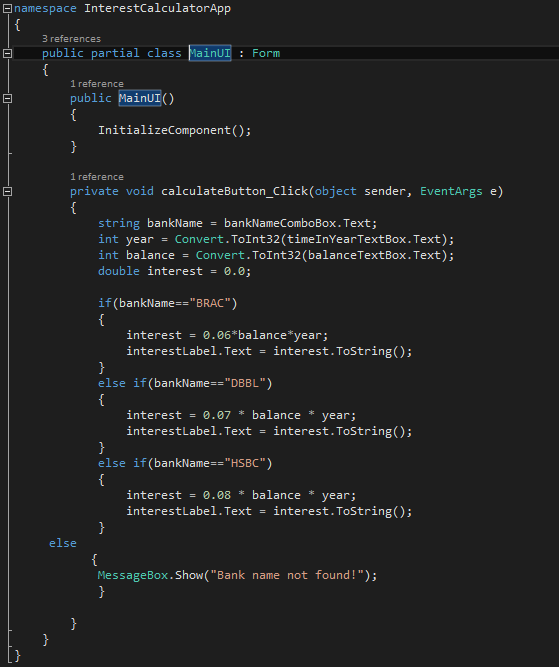 namespace InterestCalculatorApp
{
3 references
public partial class MainUI : Form
{
1 reference
public MainUI()
{
InitializeComponent();
}
1 reference
private void calculateButton_Click(object sender, EventArgs e)
{
string bankName = bankNameComboBox.Text;
int year = Convert.ToInt32(timeInYearTextBox.Text);
int balance = Convert.ToInt32(balanceTextBox.Text);
double interest = 0.0;
if(bankName=="BRAC")
{
interest = 0.06*balance*year;
interestLabel.Text = interest.ToString();
}
else if(bankName=="DBBL")
{
interest = 0.07 * balance * year;
interestLabel.Text = interest.ToString();
}
else if(bankName=="HSBC")
{
interest = 0.08 * balance * year;
interestLabel.Text = interest.ToString();
}
else
{
MessageBox.Show("Bank name not found!");
}
}
}
}